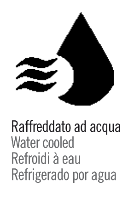 Raffreddato ad acqua
Water cooled
Refroidi à eau
Refrigerado por agua